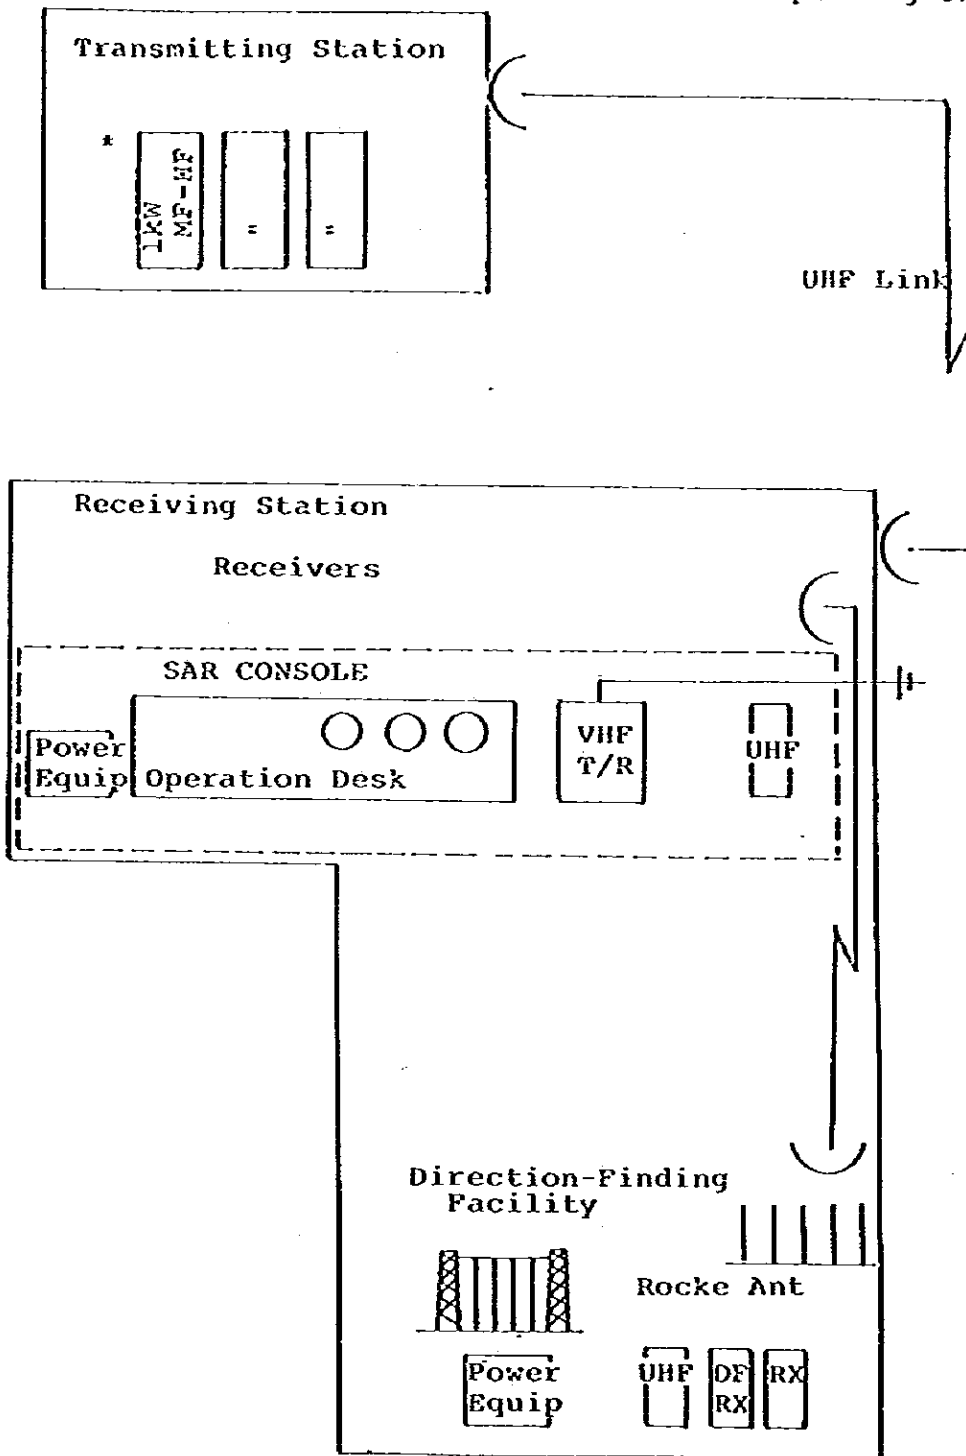 Transmitting Station
*
1kW
MF-HF
"
"
UHF Link
Receiving Station
Receivers
SAR CONSOLE
Power
Equip
Operation Desk
VHF
T/R
UHF
Direction-Finding
Facility
Rocke Ant
Power
Equip
UHF
DF
RX
RX